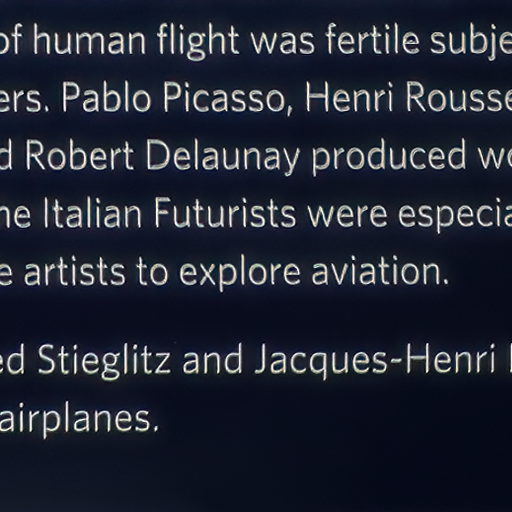 of human flight was fertile subje
ers. Pablo Picasso, Henri Rousse
d Robert Delaunay produced wo
he Italian Futurists were especia
e artists to explore aviation.
ed Stieglitz and Jacques-Henri
airplanes.